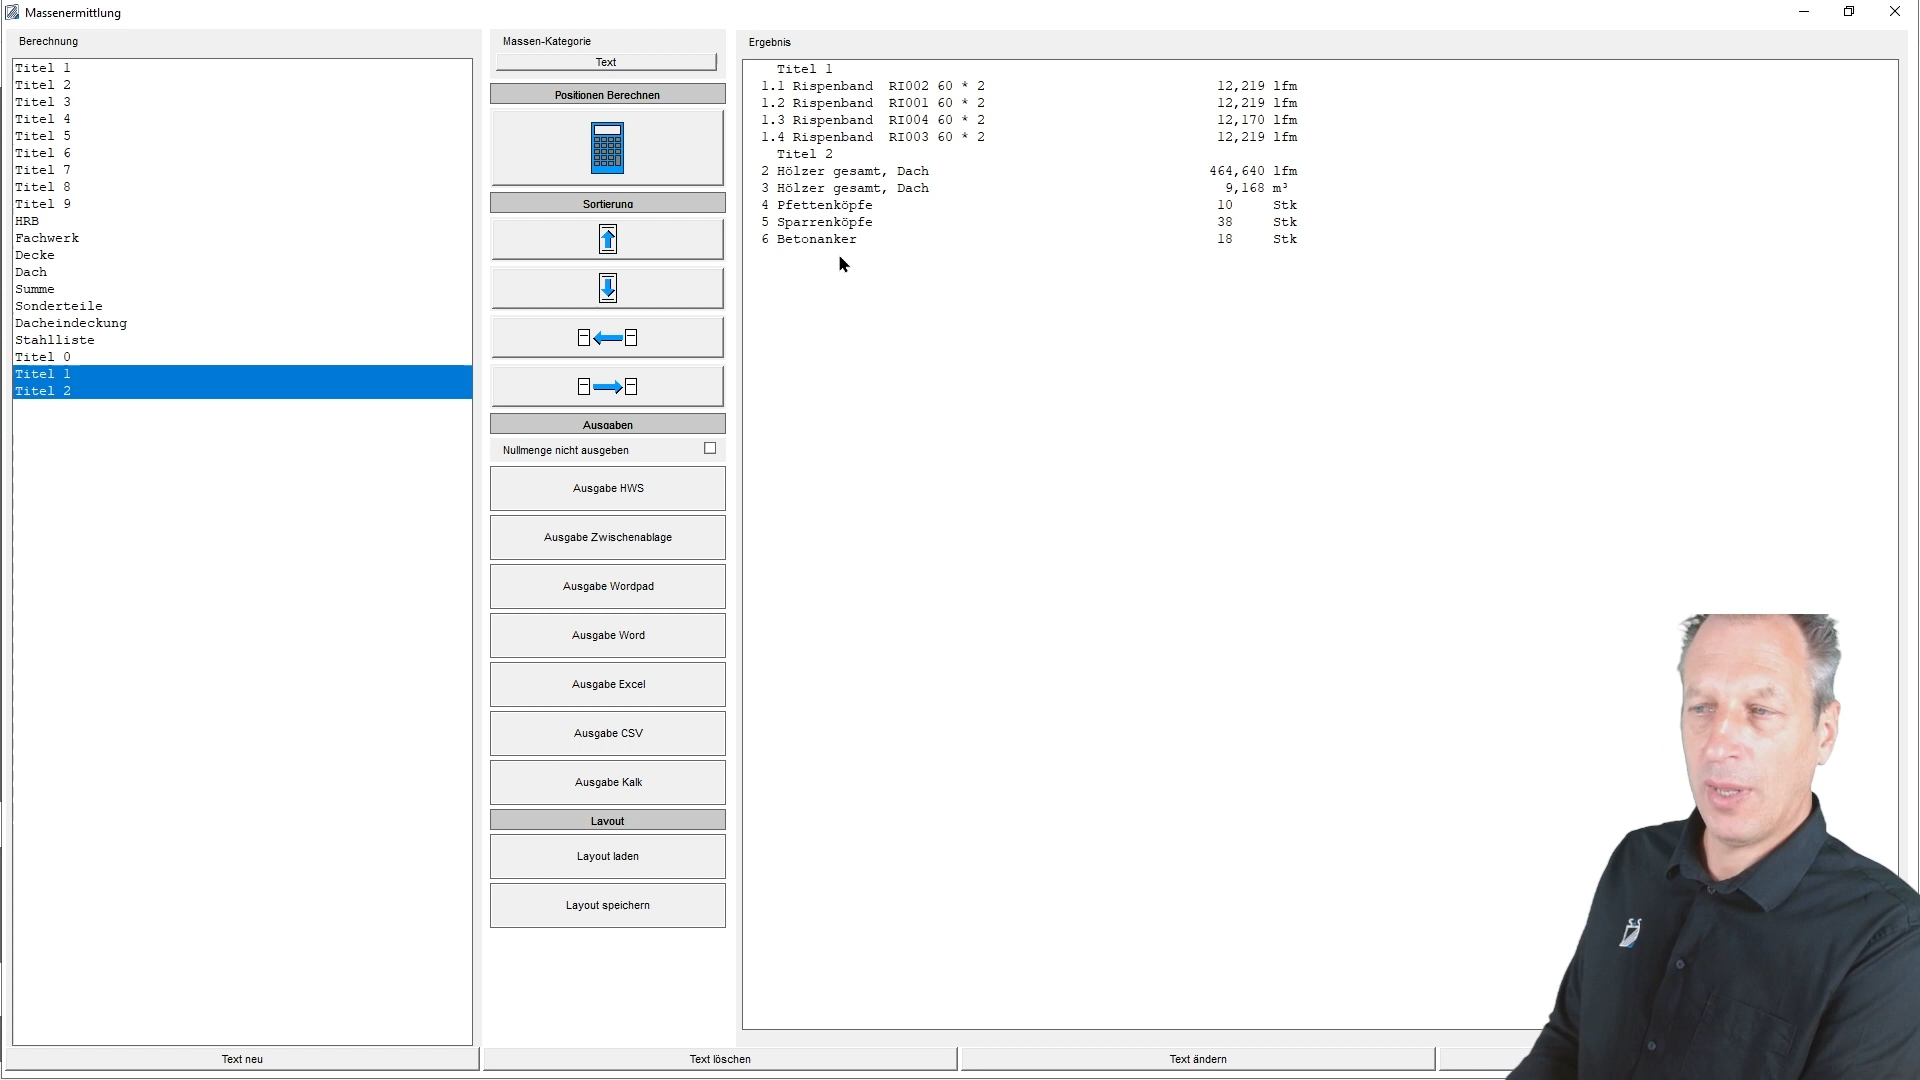 Massenermittlung
Berechnung
Titel 1
Titel 2
Titel 3
Titel 4
Titel 5
Titel 6
Titel 7
Titel 8
Titel 9
HRB
Fachwerk
Decke
Dach
Summe
Sonderteile
Dacheindeckung
Stahlliste
Titel 0
Titel 1
Titel 2
Text neu
Massen-Kategorie
Text
Positionen Berechnen
Sortierung
Ausgaben
Nullmenge nicht ausgeben
Ausgabe HWS
Ausgabe Zwischenablage
Ausgabe Wordpad
Ausgabe Word
Ausgabe Excel
Ausgabe CSV
Ausgabe Kalk
Layout
Layout laden
Layout speichern
Text löschen
Ergebnis
Titel 1
1.1 Rispenband RI002 60 * 2 12,219 lfm
1.2 Rispenband RI001 60 * 2 12,219 lfm
1.3 Rispenband RI004 60 * 2 12,170 lfm
1.4 Rispenband RI003 60 * 2 12,219 lfm
Titel 2
2 Hölzer gesamt, Dach 464,640 lfm
3 Hölzer gesamt, Dach 9,168 m³
4 Pfettenköpfe 10 Stk
5 Sparrenköpfe 38 Stk
6 Betonanker 18 Stk
Text ändern